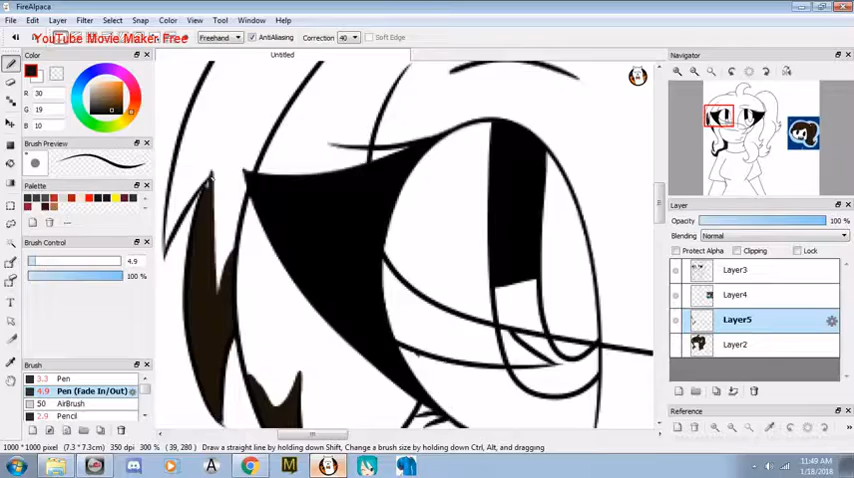 FireAlpaca
File Edit Layer Filter Select Snap Color View Tool Window Help
YouTube Movie Maker Free
Freehand AntiAliasing Correction 40 Soft Edge
Untitled
Color
R 30
G 19
B 10
Brush Preview
Palette
---
Brush Control
4.9
100 %
Brush
3.3 Pen
4.9 Pen (Fade In/Out)
50 AirBrush
2.9 Pencil
Navigator
Layer
Opacity 100 %
Blending Normal
Protect Alpha Clipping Lock
Layer3
Layer4
Layer5
Layer2
Reference
1000 * 1000 pixel (7.3 * 7.3cm) 350 dpi 300 % (39, 280) Draw a straight line by holding down Shift, Change a brush size by holding down Ctrl, Alt, and dragging
11:49 AM
1/18/2018